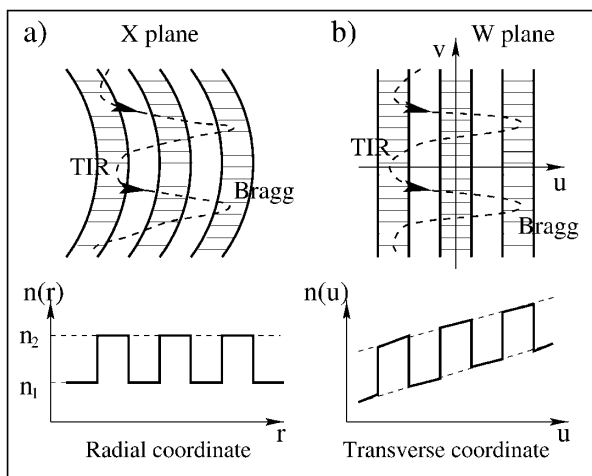 a) X plane
TIR
Bragg
b) W plane
v
TIR
u
Bragg
n(r)
n₂
n₁
r
Radial coordinate
n(u)
u
Transverse coordinate